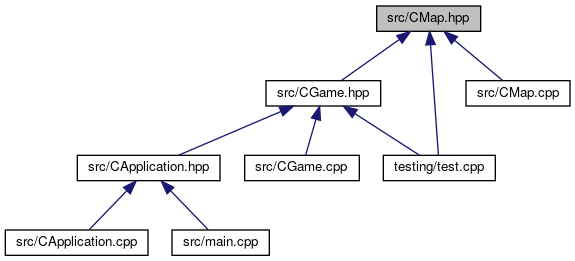 src/CMap.hpp
src/CGame.hpp
src/CMap.cpp
src/CApplication.hpp
src/CGame.cpp
testing/test.cpp
src/CApplication.cpp
src/main.cpp